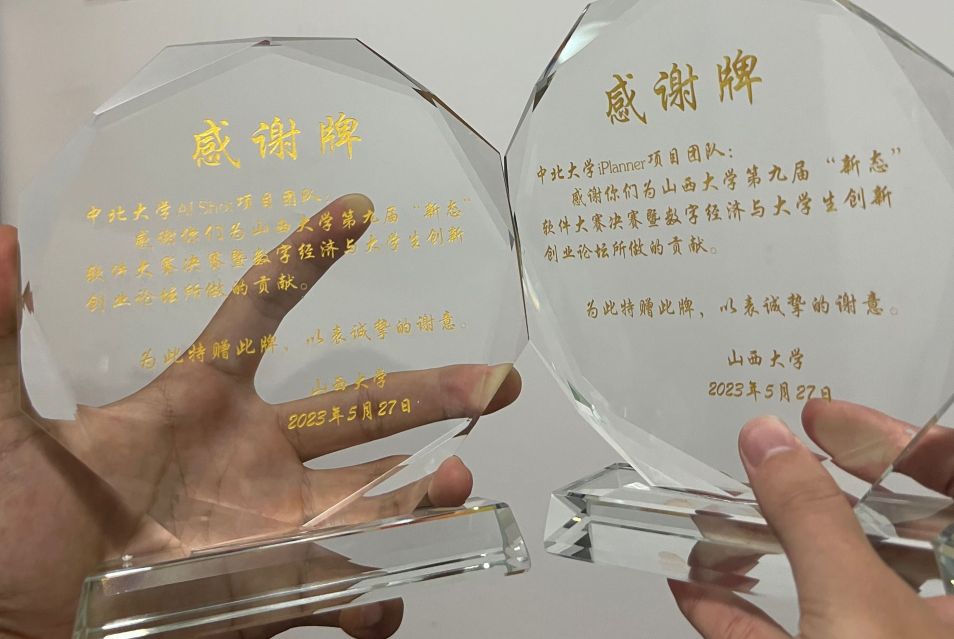 感谢牌
中北大学AI Shot项目团队：
感谢你们为山西大学第九届“新态”
软件大赛决赛暨数字经济与大学生创新
创业论坛所做的贡献。
为此特赠此牌，以表诚挚的谢意。
山西大学
2023年5月27日
感谢牌
中北大学iPlanner项目团队：
感谢你们为山西大学第九届“新态”
软件大赛决赛暨数字经济与大学生创新
创业论坛所做的贡献。
为此特赠此牌，以表诚挚的谢意。
山西大学
2023年5月27日